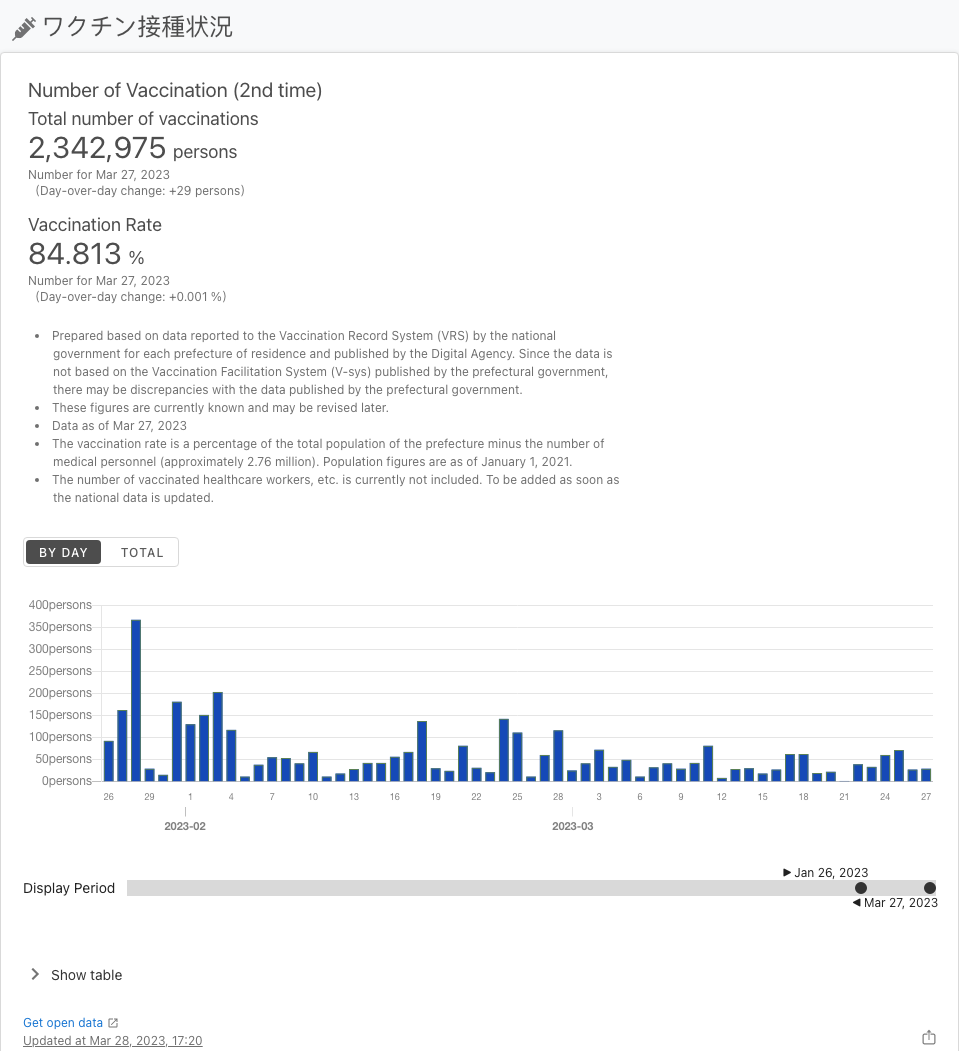 ワクチン接種状況
Number of Vaccination (2nd time)
Total number of vaccinations
2,342,975 persons
Number for Mar 27, 2023
(Day-over-day change: +29 persons)
Vaccination Rate
84.813 %
Number for Mar 27, 2023
(Day-over-day change: +0.001 %)
• Prepared based on data reported to the Vaccination Record System (VRS) by the national
government for each prefecture of residence and published by the Digital Agency. Since the data is
not based on the Vaccination Facilitation System (V-sys) published by the prefectural government,
there may be discrepancies with the data published by the prefectural government.
• These figures are currently known and may be revised later.
• Data as of Mar 27, 2023
• The vaccination rate is a percentage of the total population of the prefecture minus the number of
medical personnel (approximately 2.76 million). Population figures are as of January 1, 2021.
• The number of vaccinated healthcare workers, etc. is currently not included. To be added as soon as
the national data is updated.
BY DAY TOTAL
400persons
350persons
300persons
250persons
200persons
150persons
100persons
50persons
0persons
26 29 1 4 7 10 13 16 19 22 25 28 3 6 9 12 15 18 21 24 27
2023-02 2023-03
Jan 26, 2023
Display Period
Mar 27, 2023
Show table
Get open data
Updated at Mar 28, 2023, 17:20